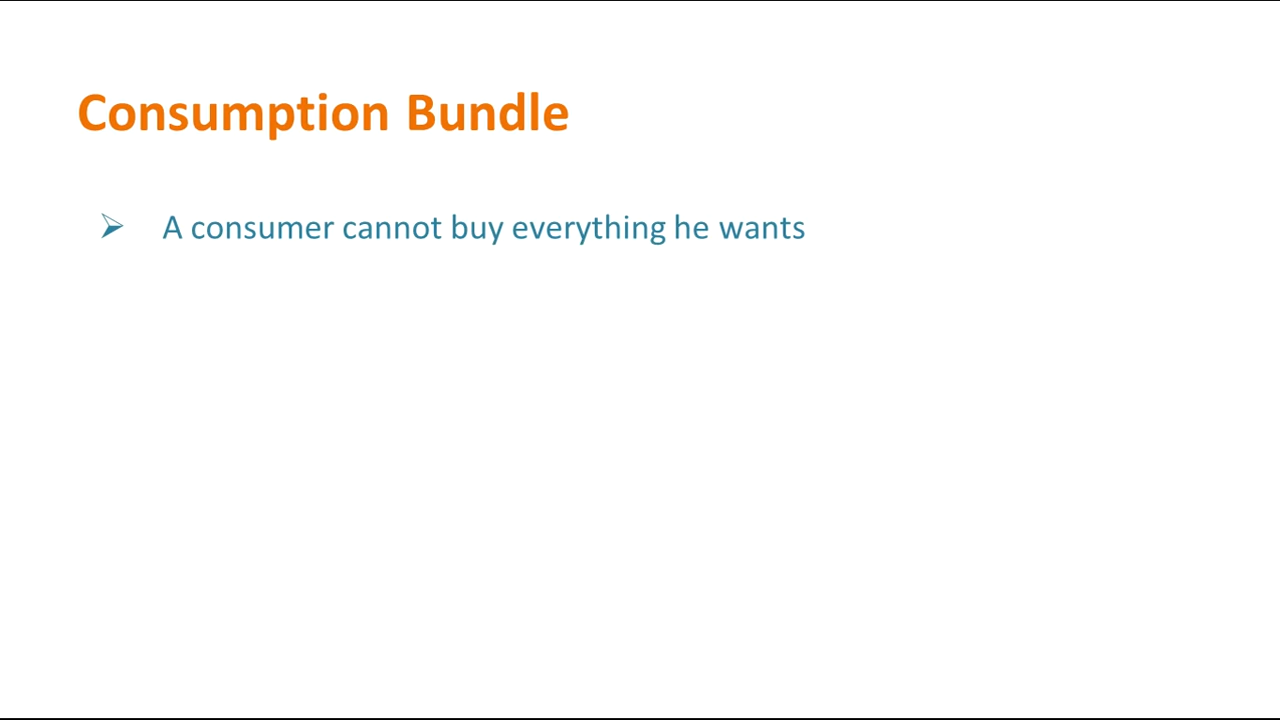 Consumption Bundle
➢ A consumer cannot buy everything he wants